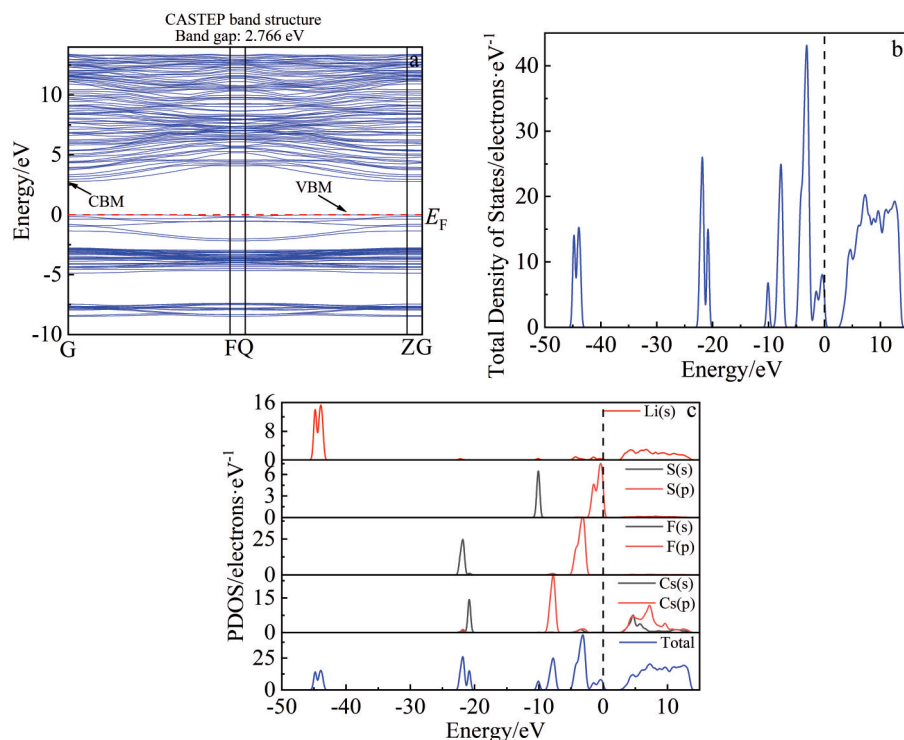 CASTEP band structure
Band gap: 2.766 eV
a
10
5
0
-5
-10
Energy/eV
CBM
VBM
E_F
G
FQ
ZG
b
40
30
20
10
0
Total Density of States/electrons·eV⁻¹
-50 -40 -30 -20 -10 0 10
Energy/eV
c
16
8
0
Li(s)
6
3
0
S(s)
S(p)
25
0
F(s)
F(p)
15
0
Cs(s)
Cs(p)
25
0
Total
PDOS/electrons·eV⁻¹
-50 -40 -30 -20 -10 0 10
Energy/eV